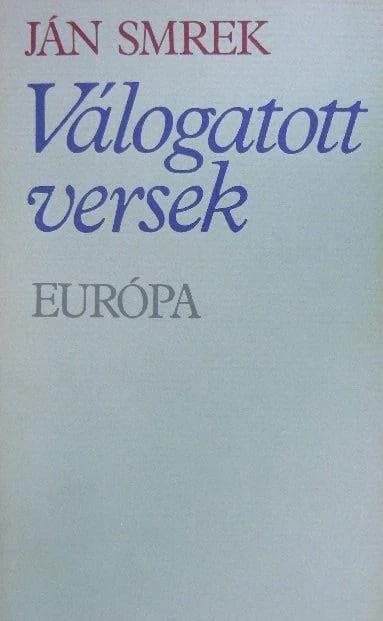 JÁN SMREK
Válogatott
versek
EURÓPA